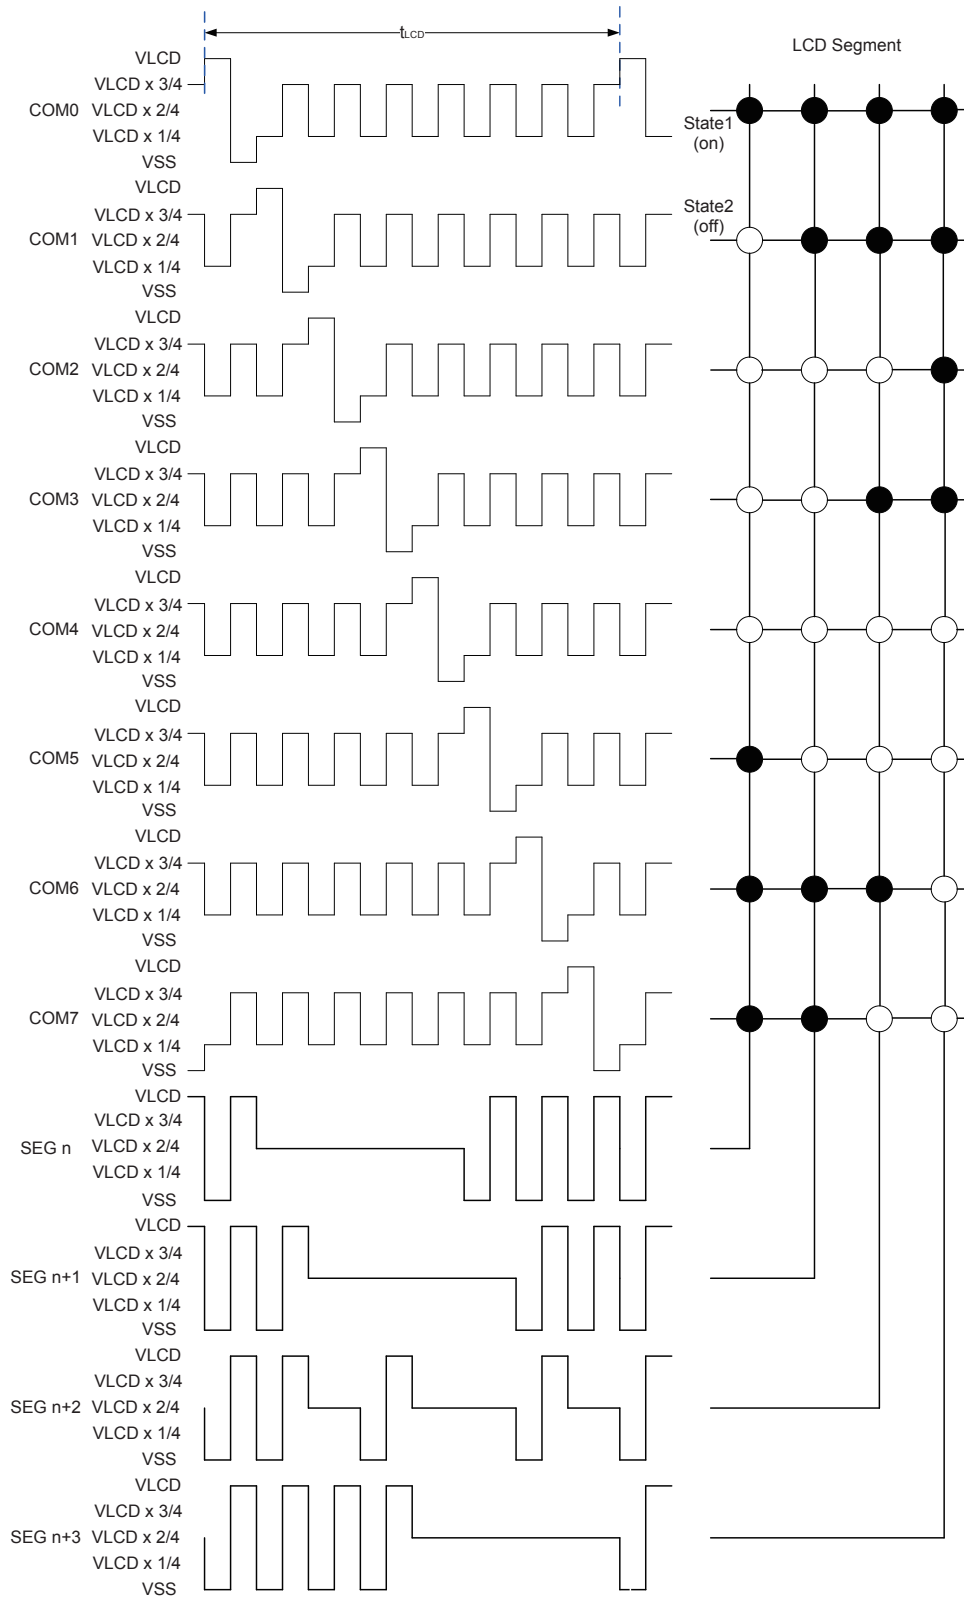 tLCD
LCD Segment
VLCD
VLCD x 3/4
COM0 VLCD x 2/4
VLCD x 1/4
VSS
State1
(on)
VLCD
VLCD x 3/4
COM1 VLCD x 2/4
VLCD x 1/4
VSS
State2
(off)
VLCD
VLCD x 3/4
COM2 VLCD x 2/4
VLCD x 1/4
VSS
VLCD
VLCD x 3/4
COM3 VLCD x 2/4
VLCD x 1/4
VSS
VLCD
VLCD x 3/4
COM4 VLCD x 2/4
VLCD x 1/4
VSS
VLCD
VLCD x 3/4
COM5 VLCD x 2/4
VLCD x 1/4
VSS
VLCD
VLCD x 3/4
COM6 VLCD x 2/4
VLCD x 1/4
VSS
VLCD
VLCD x 3/4
COM7 VLCD x 2/4
VLCD x 1/4
VSS
VLCD
VLCD x 3/4
SEG n VLCD x 2/4
VLCD x 1/4
VSS
VLCD
VLCD x 3/4
SEG n+1 VLCD x 2/4
VLCD x 1/4
VSS
VLCD
VLCD x 3/4
SEG n+2 VLCD x 2/4
VLCD x 1/4
VSS
VLCD
VLCD x 3/4
SEG n+3 VLCD x 2/4
VLCD x 1/4
VSS